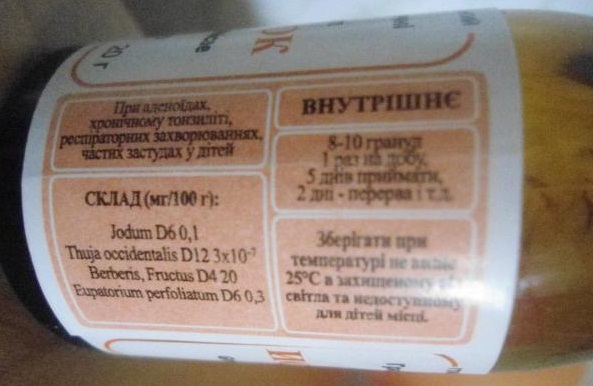 20 г
При аденоїдах,
хронічному тонзиліті,
респіраторних захворюваннях,
частих застудах у дітей
СКЛАД (мг/100 г):
Jodum D6 0,1
Thuja occidentalis D12 3x10⁻⁷
Berberis, Fructus D4 20
Eupatorium perfoliatum D6 0,3
ВНУТРІШНЄ
8-10 гранул
1 раз на добу,
5 днів приймати,
2 дні - перерва і т.д.
Зберігати при
температурі не вище
25°C в захищеному від
світла та недоступному
для дітей місці.